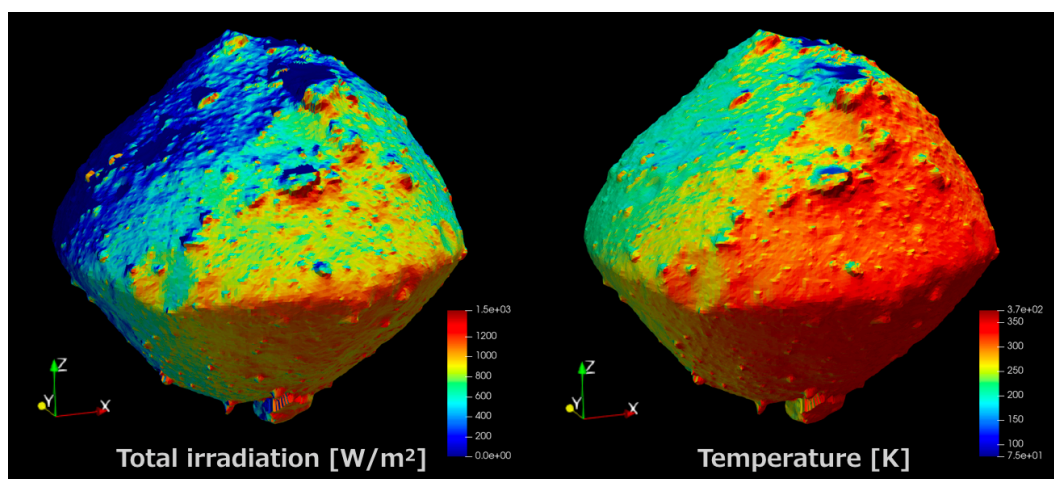 1.5e+03
1200
1000
800
600
400
200
0.0e+00
Z
Y
X
Total irradiation [W/m²]
3.7e+02
350
300
250
200
150
100
7.5e+01
Z
Y
X
Temperature [K]